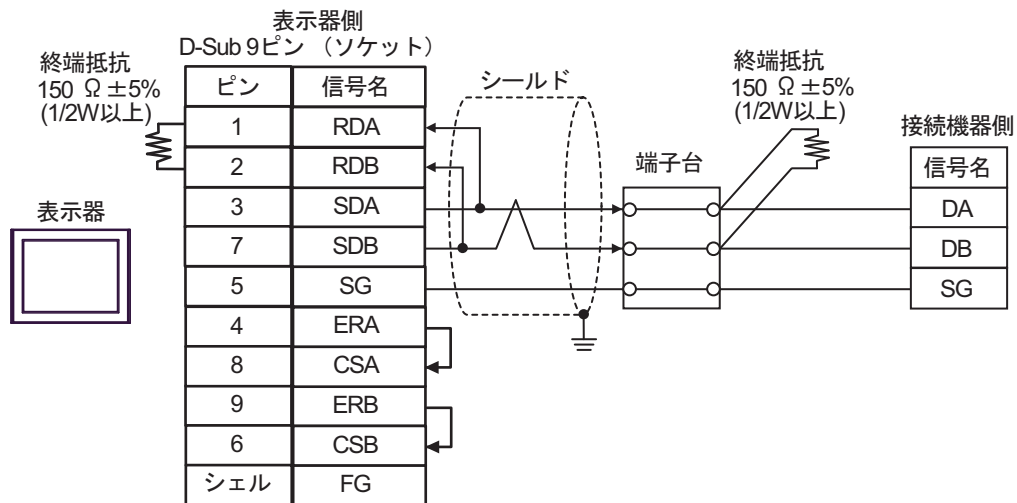 表示器側
D-Sub 9ピン （ソケット）
終端抵抗
150 Ω ±5%
(1/2W以上)
ピン 信号名
1 RDA
2 RDB
3 SDA
7 SDB
5 SG
4 ERA
8 CSA
9 ERB
6 CSB
シェル FG
表示器
シールド
端子台
終端抵抗
150 Ω ±5%
(1/2W以上)
接続機器側
信号名
DA
DB
SG